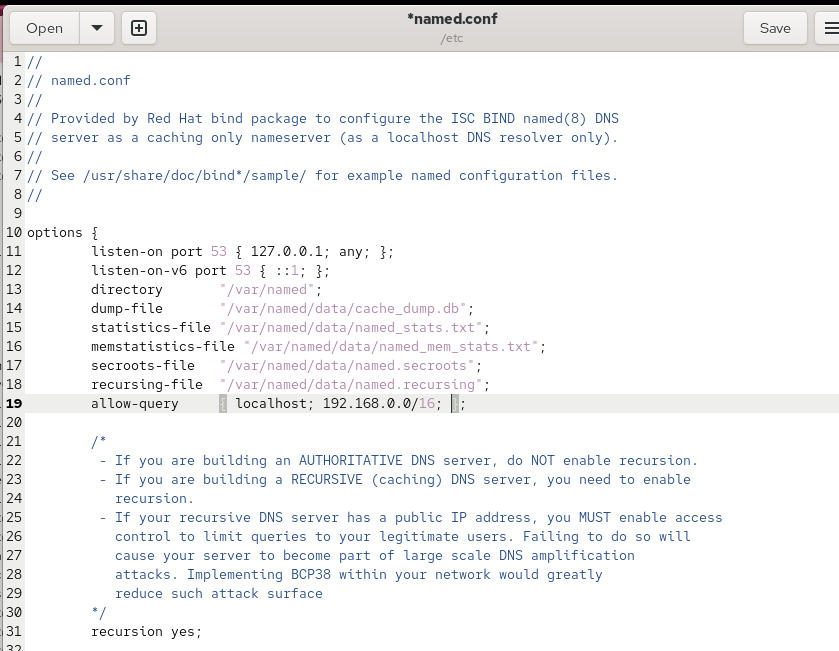 Open
*named.conf
/etc
Save
1 //
2 // named.conf
3 //
4 // Provided by Red Hat bind package to configure the ISC BIND named(8) DNS
5 // server as a caching only nameserver (as a localhost DNS resolver only).
6 //
7 // See /usr/share/doc/bind*/sample/ for example named configuration files.
8 //
9
10 options {
11         listen-on port 53 { 127.0.0.1; any; };
12         listen-on-v6 port 53 { ::1; };
13         directory       "/var/named";
14         dump-file       "/var/named/data/cache_dump.db";
15         statistics-file "/var/named/data/named_stats.txt";
16         memstatistics-file "/var/named/data/named_mem_stats.txt";
17         secroots-file   "/var/named/data/named.secroots";
18         recursing-file  "/var/named/data/named.recursing";
19         allow-query     { localhost; 192.168.0.0/16; };
20
21         /*
22          - If you are building an AUTHORITATIVE DNS server, do NOT enable recursion.
23          - If you are building a RECURSIVE (caching) DNS server, you need to enable
24            recursion.
25          - If your recursive DNS server has a public IP address, you MUST enable access
26            control to limit queries to your legitimate users. Failing to do so will
27            cause your server to become part of large scale DNS amplification
28            attacks. Implementing BCP38 within your network would greatly
29            reduce such attack surface
30         */
31         recursion yes;
32